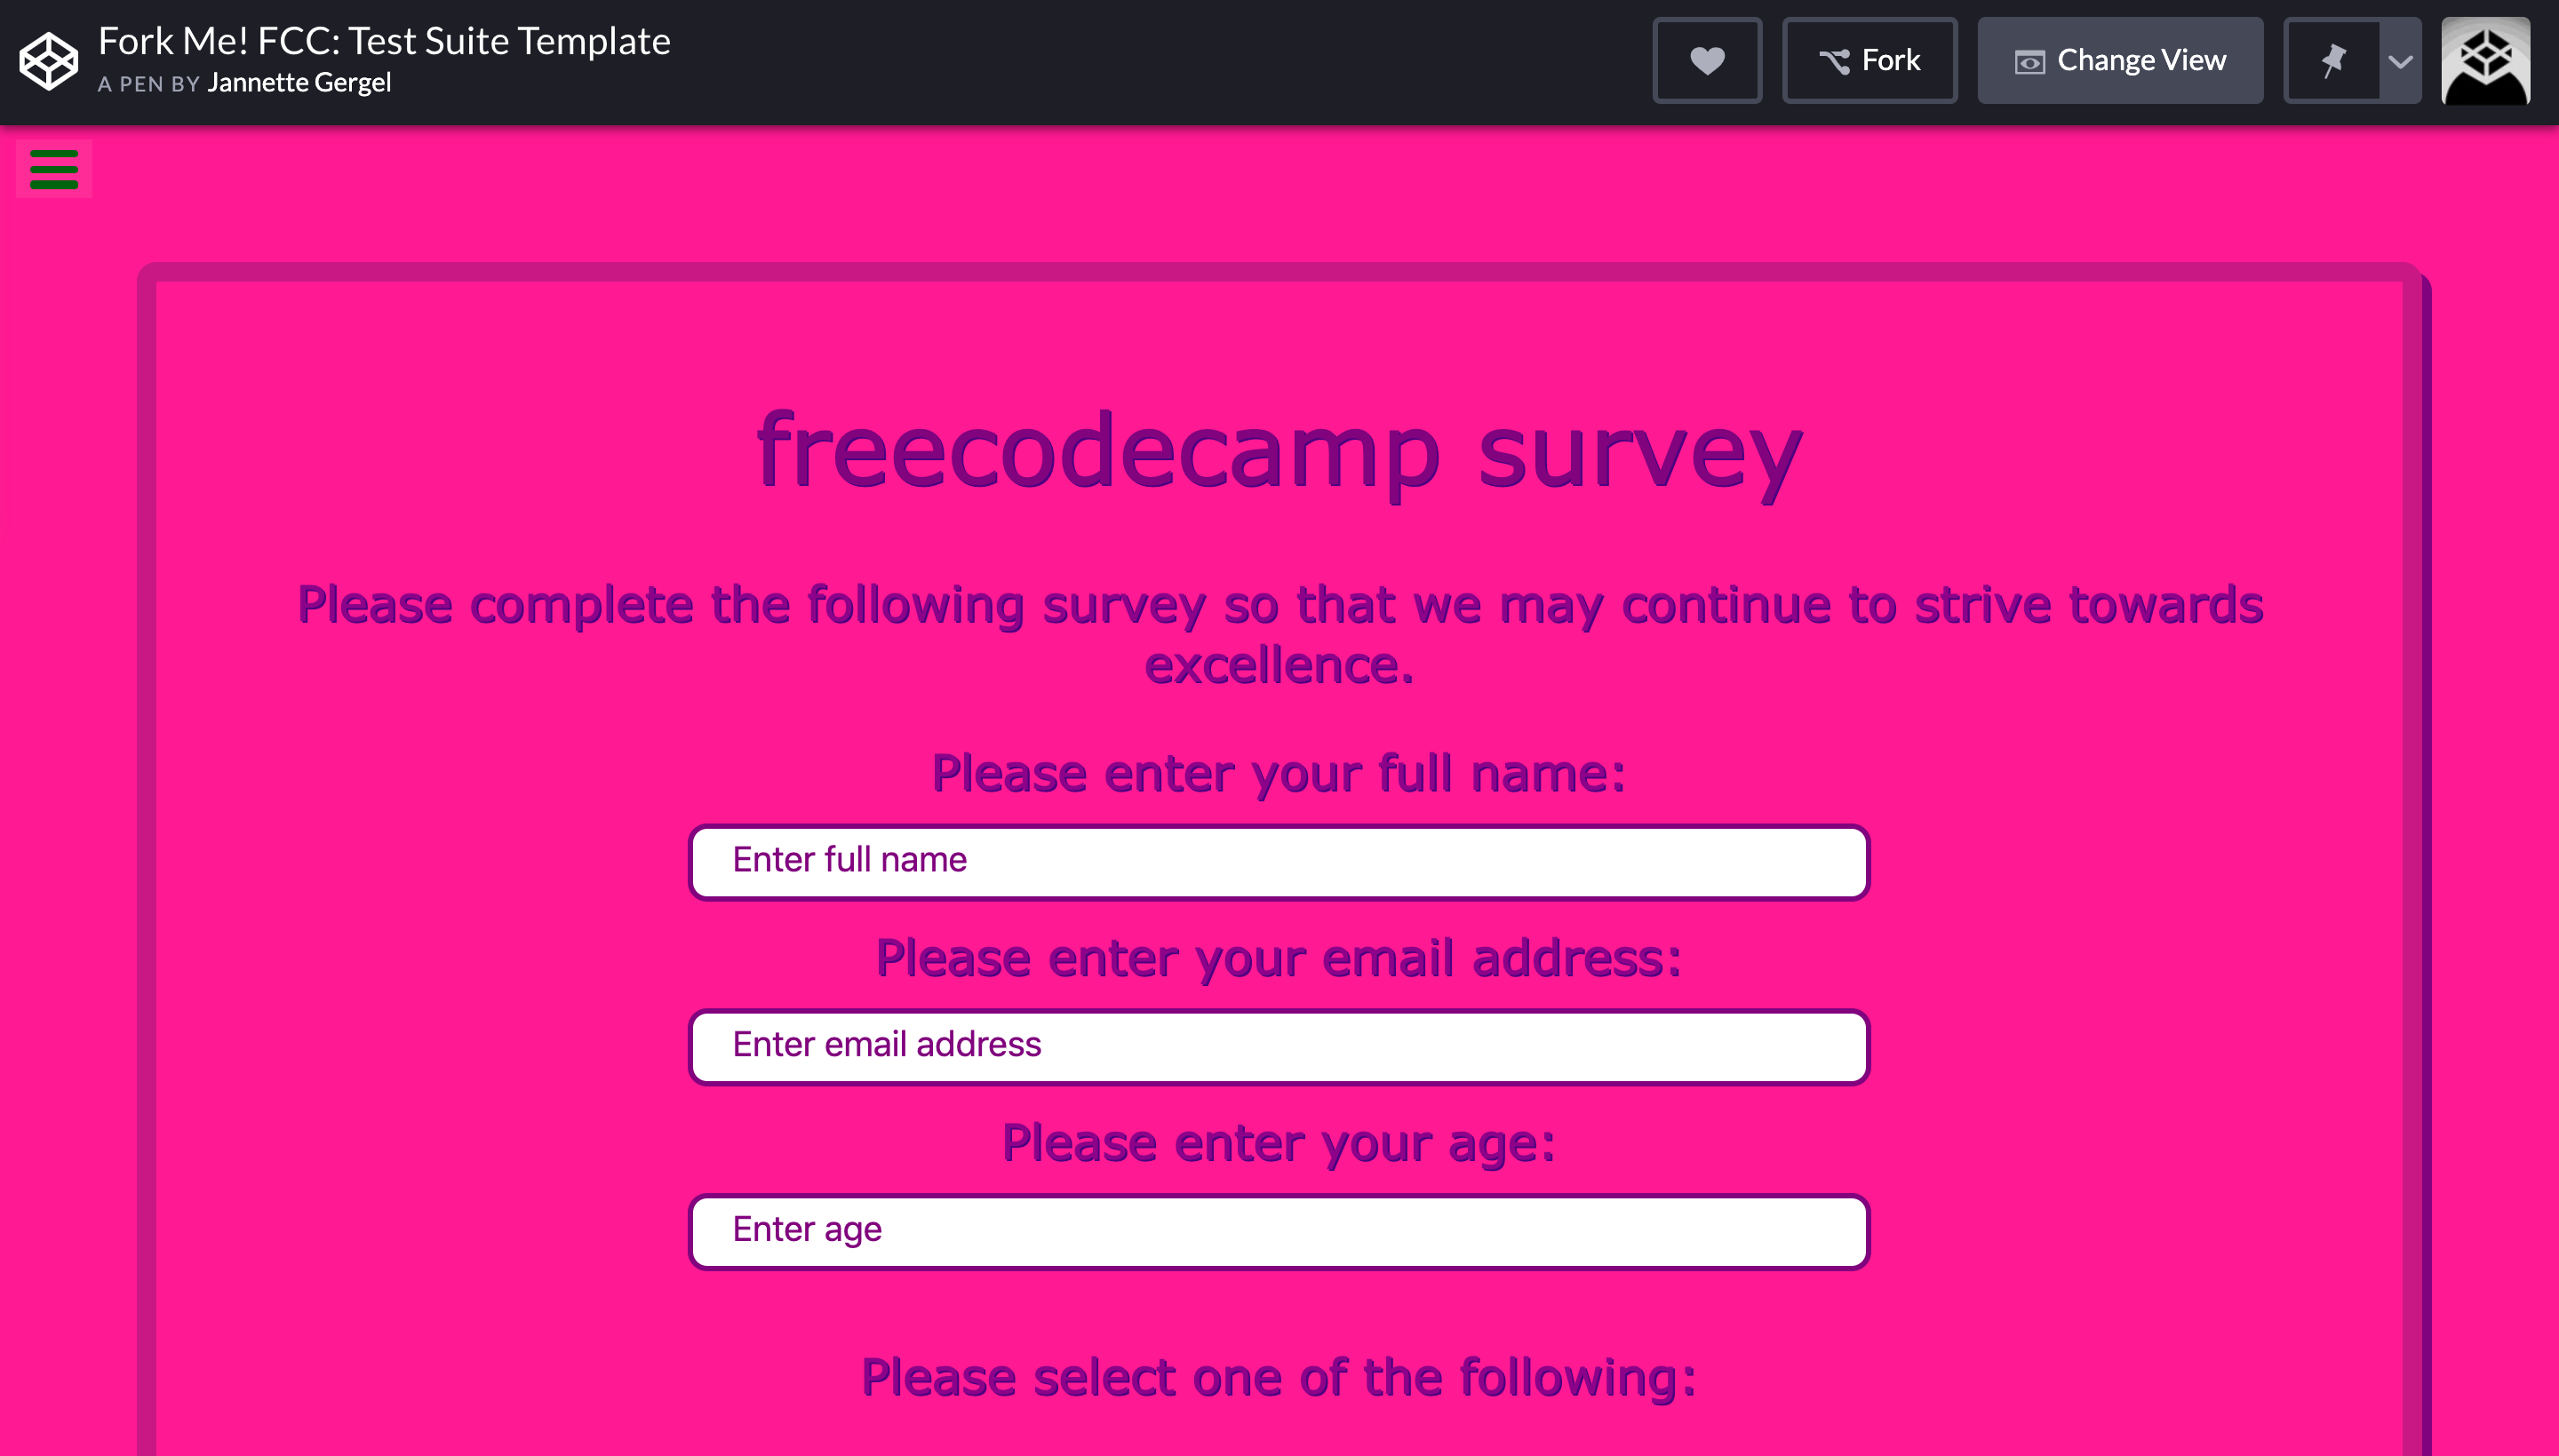 Fork Me! FCC: Test Suite Template
A PEN BY Jannette Gergel
Fork
Change View
freecodecamp survey
Please complete the following survey so that we may continue to strive towards
excellence.
Please enter your full name:
Enter full name
Please enter your email address:
Enter email address
Please enter your age:
Enter age
Please select one of the following: